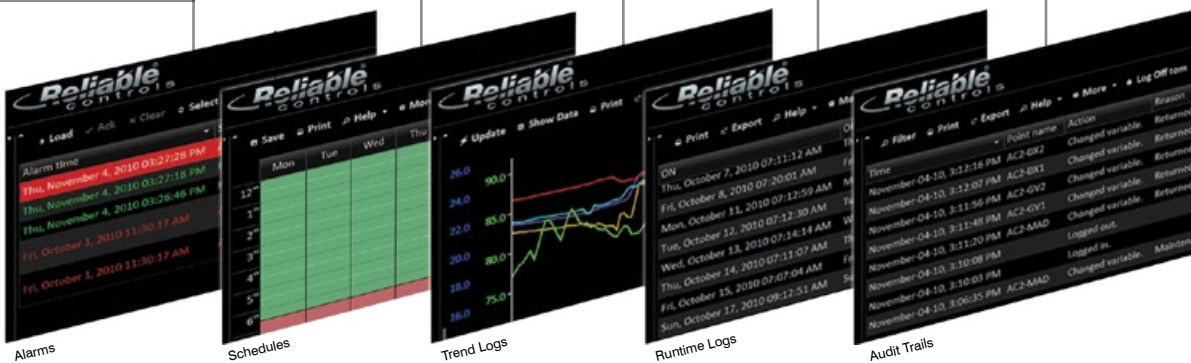 Reliable
controls
Load Ack Clear Select
Alarm time
Thu, November 4, 2010 03:27:28 PM
Thu, November 4, 2010 03:27:18 PM
Thu, November 4, 2010 03:26:46 PM
Fri, October 1, 2010 11:30:17 AM
Fri, October 1, 2010 11:30:17 AM
Alarms
Reliable
controls
Save Print Help
Mon Tue Wed Thu
12
1
2
3
4
5
6
Schedules
Reliable
controls
Update Show Data Print
26.0 90.0
24.0
22.0 85.0
20.0 80.0
18.0
16.0 75.0
Trend Logs
Reliable
controls
Print Export Help
ON
Thu, October 7, 2010 07:11:12 AM
Fri, October 8, 2010 07:20:01 AM
Mon, October 11, 2010 07:12:59 AM
Tue, October 12, 2010 07:12:30 AM
Wed, October 13, 2010 07:14:14 AM
Thu, October 14, 2010 07:11:07 AM
Fri, October 15, 2010 07:07:04 AM
Sun, October 17, 2010 09:12:51 AM
Runtime Logs
Reliable
controls
Filter Print Export Help More Log Off tom
Time Point name Action Reason
November-04-10, 3:12:16 PM AC2-DX2 Changed variable. Returned
November-04-10, 3:12:07 PM AC2-DX1 Changed variable. Returned
November-04-10, 3:11:56 PM AC2-GV2 Changed variable. Returned
November-04-10, 3:11:48 PM AC2-GV1 Changed variable. Returned
November-04-10, 3:11:20 PM AC2-MAD Changed variable. Returned
November-04-10, 3:10:08 PM Logged out.
November-04-10, 3:10:03 PM Logged in.
November-04-10, 3:06:35 PM AC2-MAD Changed variable. Mainten
Audit Trails